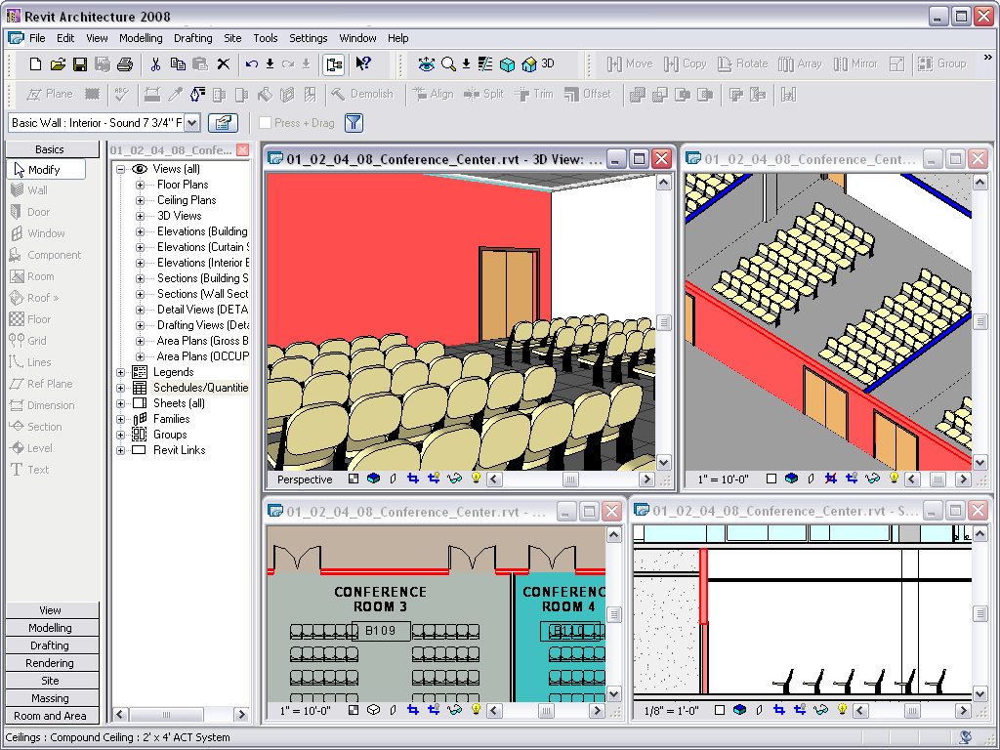 Revit Architecture 2008
File Edit View Modelling Drafting Site Tools Settings Window Help
3D Move Copy Rotate Array Mirror Group »
Plane Demolish Align Split Trim Offset
Basic Wall : Interior - Sound 7 3/4" F Press + Drag
Basics
Modify
Wall
Door
Window
Component
Room
Roof »
Floor
Grid
Lines
Ref Plane
Dimension
Section
Level
Text
View
Modelling
Drafting
Rendering
Site
Massing
Room and Area
01_02_04_08_Confe...
Views (all)
Floor Plans
Ceiling Plans
3D Views
Elevations (Building
Elevations (Curtain S
Elevations (Interior E
Sections (Building S
Sections (Wall Sect
Detail Views (DETA
Drafting Views (Deta
Area Plans (Gross B
Area Plans (OCCUP
Legends
Schedules/Quantitie
Sheets (all)
Families
Groups
Revit Links
01_02_04_08_Conference_Center.rvt - 3D View: ...
Perspective
01_02_04_08_Conference_Cent...
1" = 10'-0"
01_02_04_08_Conference_Center.rvt - ...
CONFERENCE
ROOM 3
B109
CONFERENC
ROOM 4
B110
1" = 10'-0"
01_02_04_08_Conference_Center.rvt - S...
1/8" = 1'-0"
Ceilings : Compound Ceiling : 2' x 4' ACT System